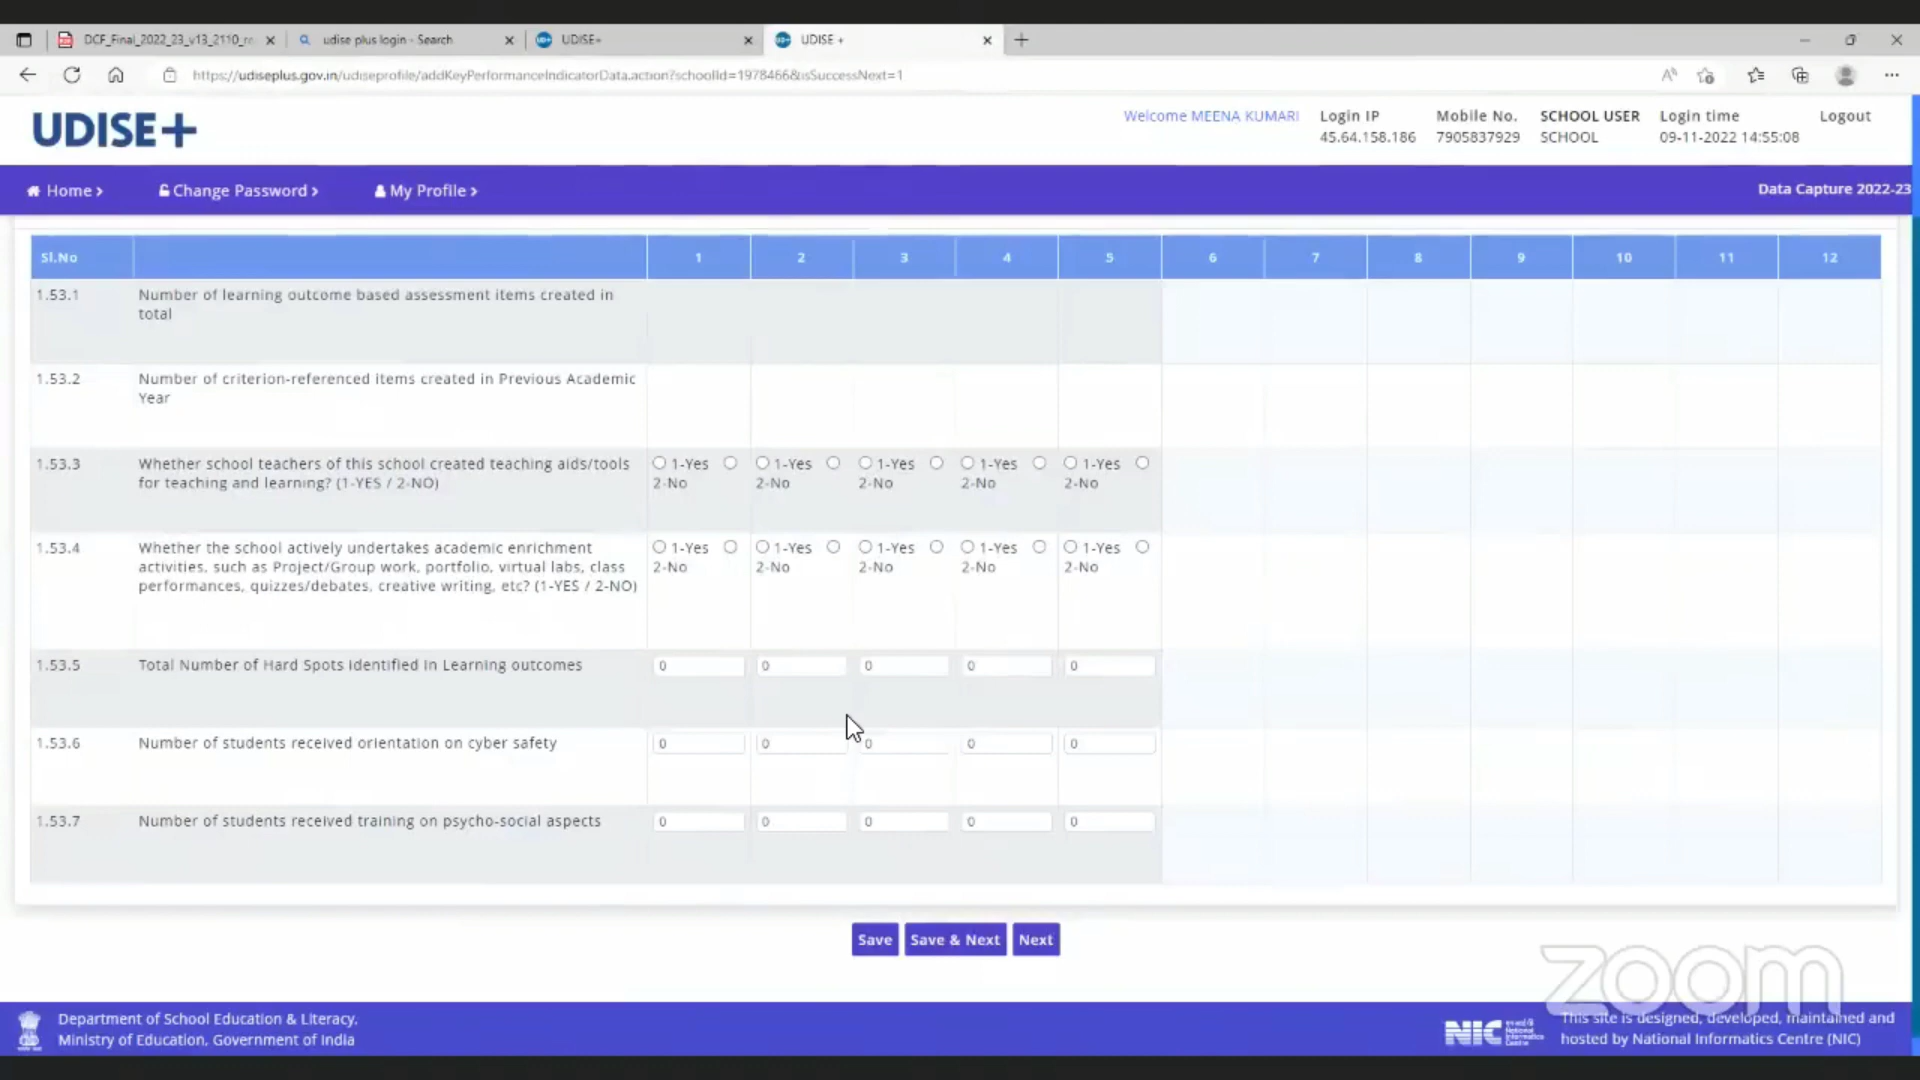 DCF_Final_2022_23_v13_2110_re
udise plus login - Search
UDISE+
UDISE +
https://udiseplus.gov.in/udiseprofile/addKeyPerformanceIndicatorData.action?schoolId=1978466&isSuccessNext=1
UDISE+
Welcome MEENA KUMARI
Login IP
45.64.158.186
Mobile No.
7905837929
SCHOOL USER
SCHOOL
Login time
09-11-2022 14:55:08
Logout
Home >
Change Password >
My Profile >
Data Capture 2022-23
Sl.No 1 2 3 4 5 6 7 8 9 10 11 12
1.53.1 Number of learning outcome based assessment items created in
total
1.53.2 Number of criterion-referenced items created in Previous Academic
Year
1.53.3 Whether school teachers of this school created teaching aids/tools 1-Yes 1-Yes 1-Yes 1-Yes 1-Yes
for teaching and learning? (1-YES / 2-NO) 2-No 2-No 2-No 2-No 2-No
1.53.4 Whether the school actively undertakes academic enrichment 1-Yes 1-Yes 1-Yes 1-Yes 1-Yes
activities, such as Project/Group work, portfolio, virtual labs, class 2-No 2-No 2-No 2-No 2-No
performances, quizzes/debates, creative writing, etc? (1-YES / 2-NO)
1.53.5 Total Number of Hard Spots identified in Learning outcomes 0 0 0 0 0
1.53.6 Number of students received orientation on cyber safety 0 0 0 0 0
1.53.7 Number of students received training on psycho-social aspects 0 0 0 0 0
Save Save & Next Next
zoom
Department of School Education & Literacy,
Ministry of Education, Government of India
NIC
This site is designed, developed, maintained and
hosted by National Informatics Centre (NIC)